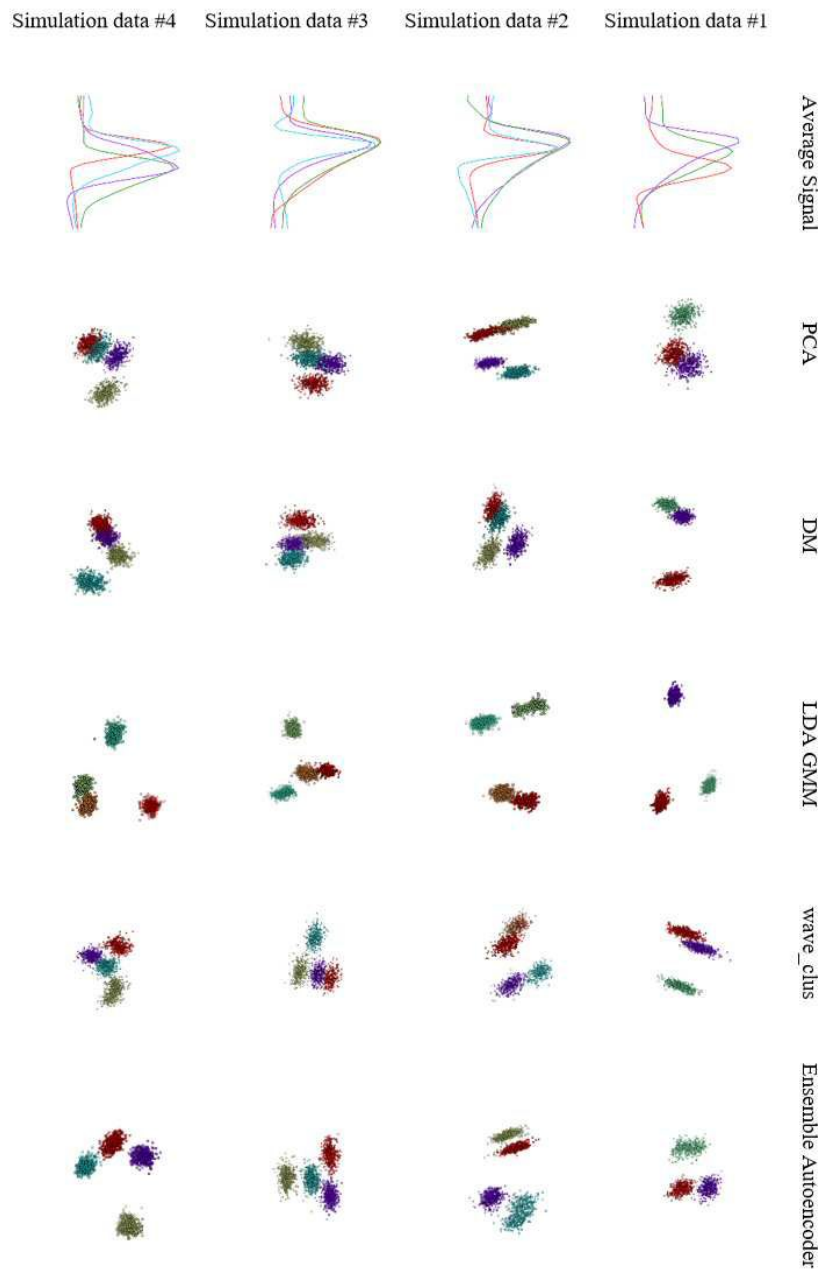 Simulation data #4
Simulation data #3
Simulation data #2
Simulation data #1
Average Signal
PCA
DM
LDA GMM
wave_clus
Ensemble Autoencoder